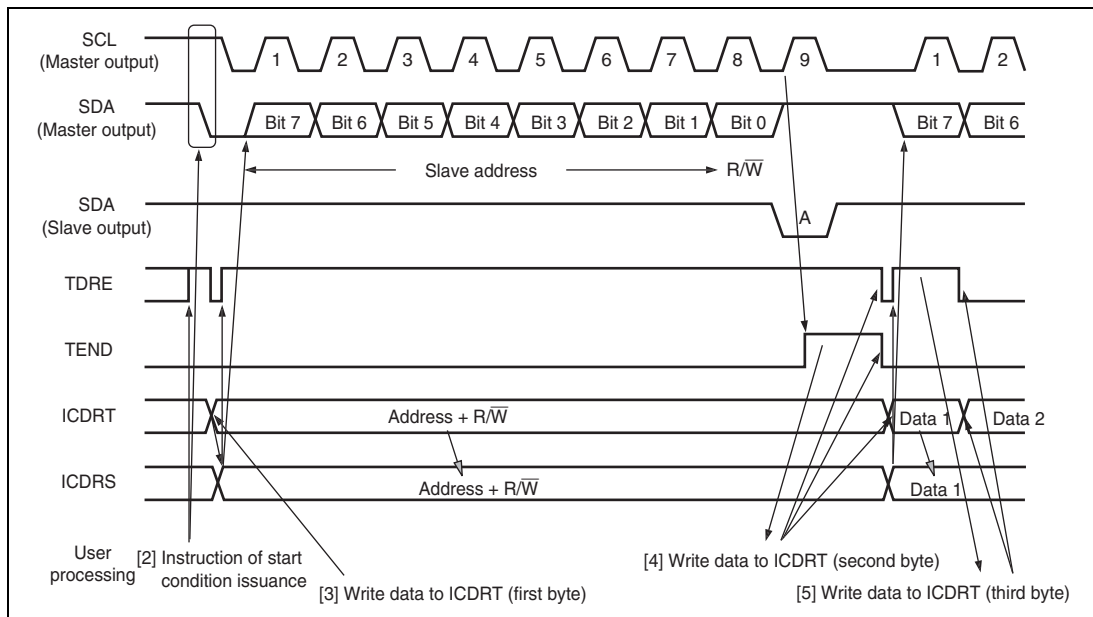 SCL
(Master output)
1 2 3 4 5 6 7 8 9 1 2
SDA
(Master output)
Bit 7 Bit 6 Bit 5 Bit 4 Bit 3 Bit 2 Bit 1 Bit 0 Bit 7 Bit 6
Slave address R/W̅
SDA
(Slave output)
A
TDRE
TEND
ICDRT
Address + R/W̅ Data 1 Data 2
ICDRS
Address + R/W̅ Data 1
User
processing
[2] Instruction of start
condition issuance
[3] Write data to ICDRT (first byte)
[4] Write data to ICDRT (second byte)
[5] Write data to ICDRT (third byte)